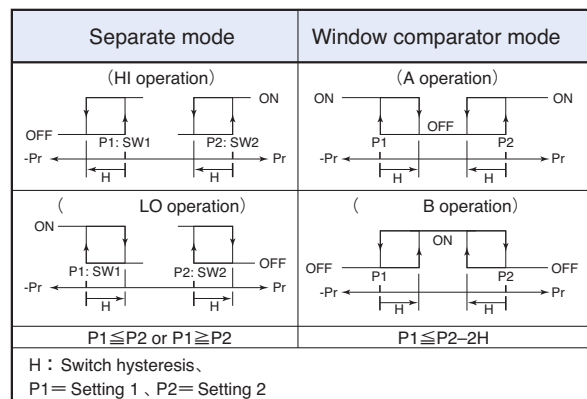 Separate mode
Window comparator mode
(HI operation)
ON
OFF
P1: SW1
P2: SW2
-Pr
Pr
H
H
(A operation)
ON
ON
OFF
P1
P2
-Pr
Pr
H
H
( LO operation)
ON
P1: SW1
P2: SW2
OFF
-Pr
Pr
H
H
( B operation)
ON
OFF
OFF
P1
P2
-Pr
Pr
H
H
P1≦P2 or P1≧P2
P1≦P2–2H
H : Switch hysteresis、
P1= Setting 1 、P2= Setting 2